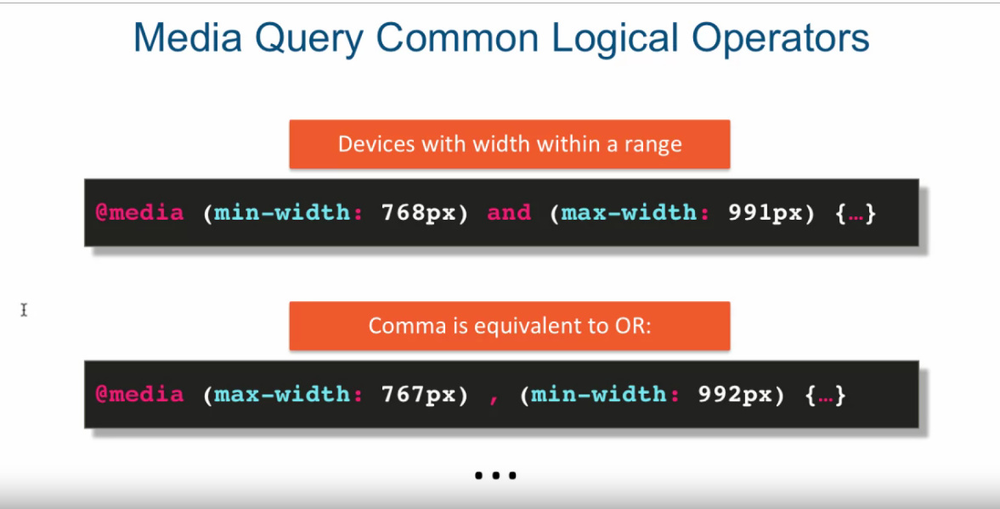 Media Query Common Logical Operators
Devices with width within a range
@media (min-width: 768px) and (max-width: 991px) {…}
Comma is equivalent to OR:
@media (max-width: 767px) , (min-width: 992px) {…}
...